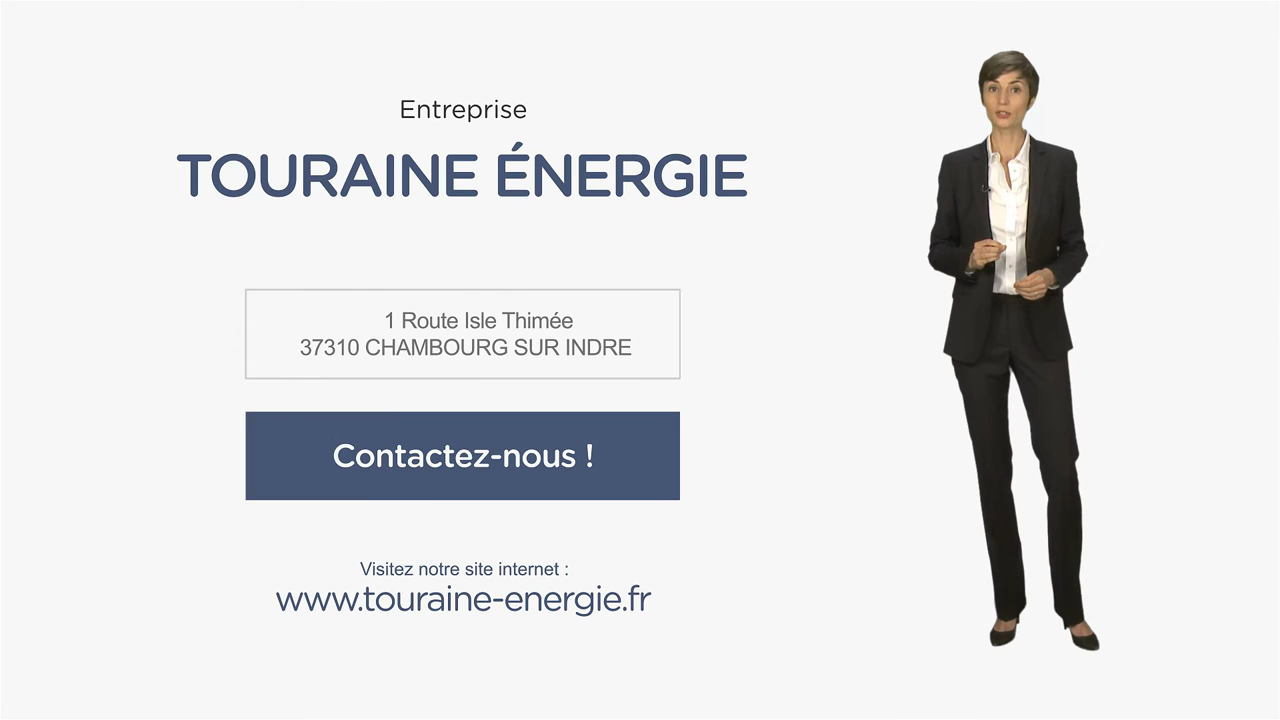 Entreprise
TOURAINE ÉNERGIE
1 Route Isle Thimée
37310 CHAMBOURG SUR INDRE
Contactez-nous !
Visitez notre site internet :
www.touraine-energie.fr